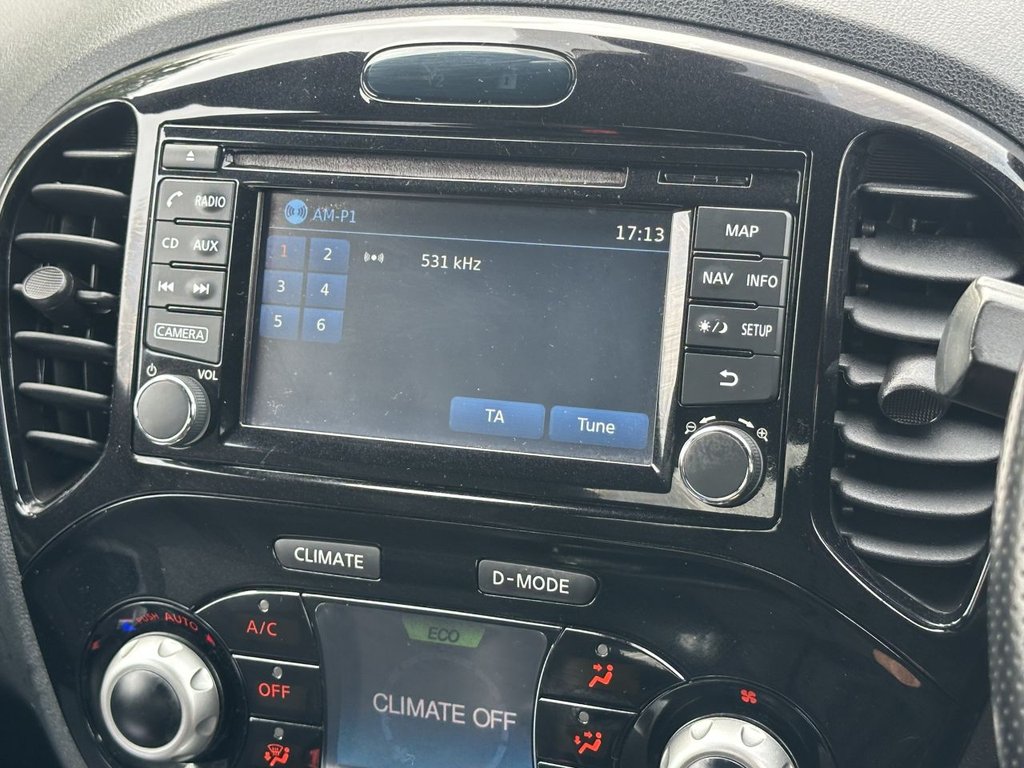 RADIO
CD AUX
CAMERA
VOL
AM-P1
17:13
1 2
531 kHz
3 4
5 6
TA
Tune
MAP
NAV INFO
SETUP
CLIMATE
D-MODE
PUSH AUTO
A/C
OFF
ECO
CLIMATE OFF